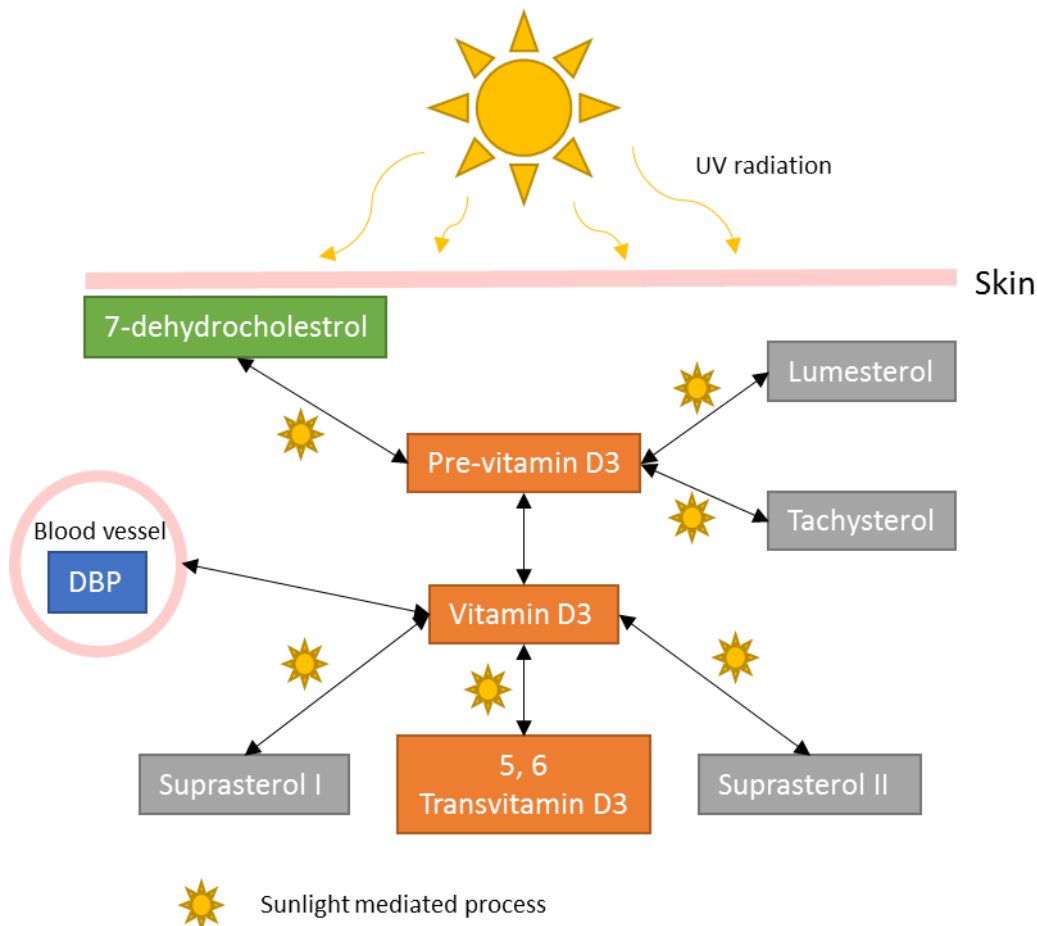 UV radiation
Skin
7-dehydrocholestrol
Lumesterol
Pre-vitamin D3
Tachysterol
Blood vessel
DBP
Vitamin D3
Suprasterol I
5, 6
Transvitamin D3
Suprasterol II
Sunlight mediated process